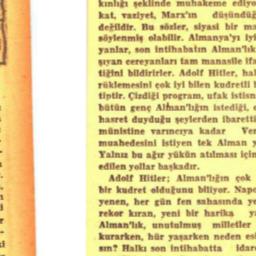 kınlığı şeklinde muhakeme ediyo
kat, vaziyet, Marx'ın düşündüğ
değildir. Bu sözler, siyasi bir ma
söylenmiş olabilir. Almanya'yı iyi
yanlar, son intihabatın Alman'lık
şıyan cereyanları tam manasile ifa
tiğini bildirirler. Adolf Hitler, hal
rüklemesini çok iyi bilen kudretli l
tiptir. Çizdiği program, ufak istisn
bütün genç Alman'lığın istediği, e
hasret duyduğu şeylerden ibaretti
münistine varıncıya kadar Ver
muahedesini istiyen tek Alman y
Yalnız bu ağır yükün atılması için
edilen yollar başkadır.
Adolf Hitler; Alman'lığın çok
bir kudret olduğunu biliyor. Napo
yenen, her gün fen sahasında ye
rekor kıran, yeni bir harika ya
Alman'lık, unutulmuş milletler
kurarken, hür yaşarken neden esi
sın? Halkı son intihabatta idare